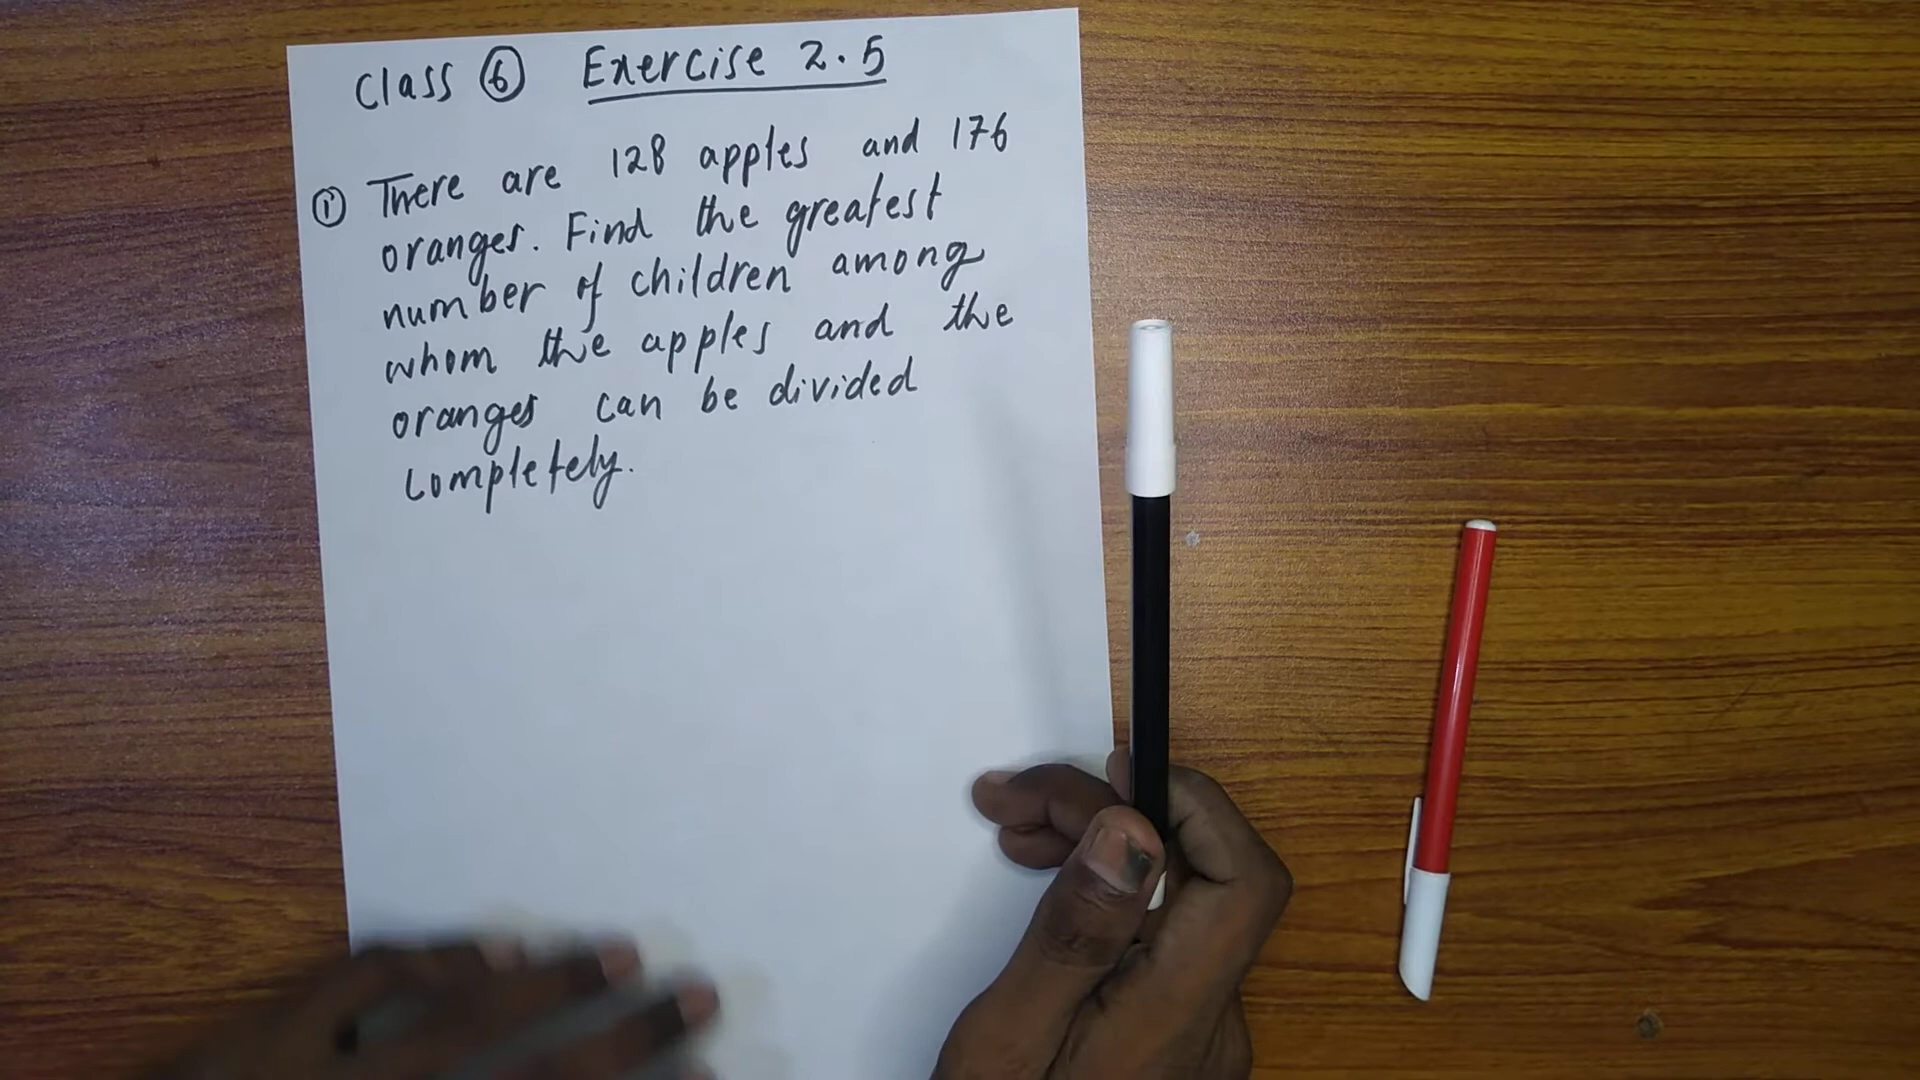 Class 6 Exercise 2.5
① There are 128 apples and 176
oranges. Find the greatest
number of children among
whom the apples and the
oranges can be divided
completely.